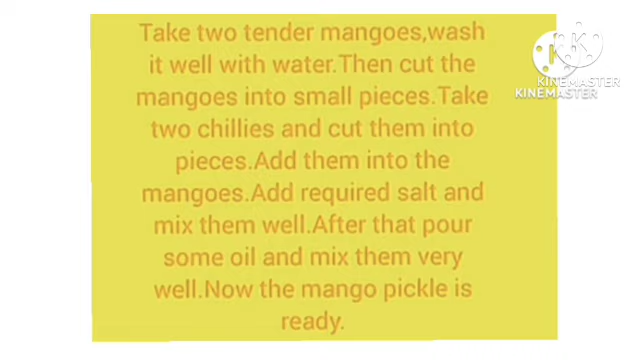 Take two tender mangoes,wash
it well with water.Then cut the
mangoes into small pieces.Take
two chillies and cut them into
pieces.Add them into the
mangoes.Add required salt and
mix them well.After that pour
some oil and mix them very
well.Now the mango pickle is
ready.
KINEMASTER
KINEMASTER